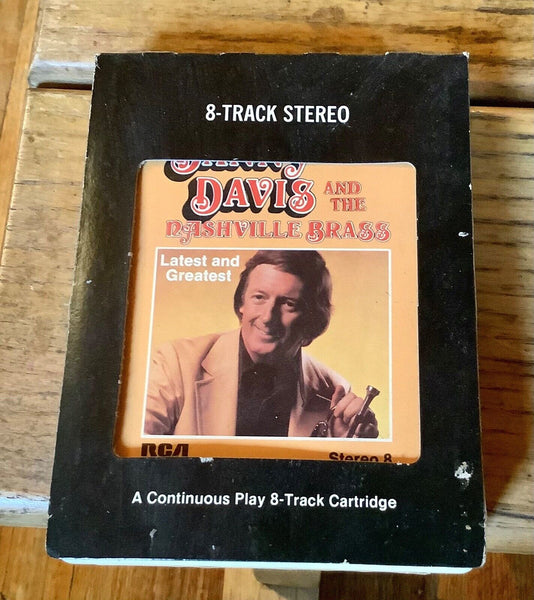 8-TRACK STEREO
DANNY
DAVIS AND THE
NASHVILLE BRASS
Latest and
Greatest
RCA
Stereo 8
A Continuous Play 8-Track Cartridge